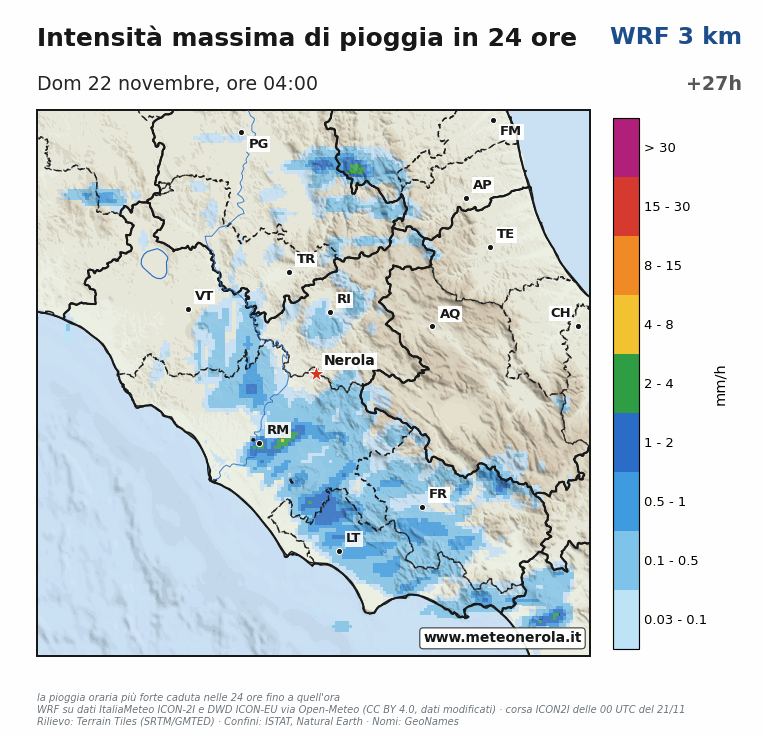 Intensità massima di pioggia in 24 ore
WRF 3 km
Dom 22 novembre, ore 04:00
+27h
FM
PG
AP
TE
TR
VT
RI
AQ
CH
Nerola
RM
FR
LT
www.meteonerola.it
> 30
15 - 30
8 - 15
4 - 8
2 - 4
1 - 2
0.5 - 1
0.1 - 0.5
0.03 - 0.1
mm/h
la pioggia oraria più forte caduta nelle 24 ore fino a quell'ora
WRF su dati ItaliaMeteo ICON-2I e DWD ICON-EU via Open-Meteo (CC BY 4.0, dati modificati) · corsa ICON2I delle 00 UTC del 21/11
Rilievo: Terrain Tiles (SRTM/GMTED) · Confini: ISTAT, Natural Earth · Nomi: GeoNames